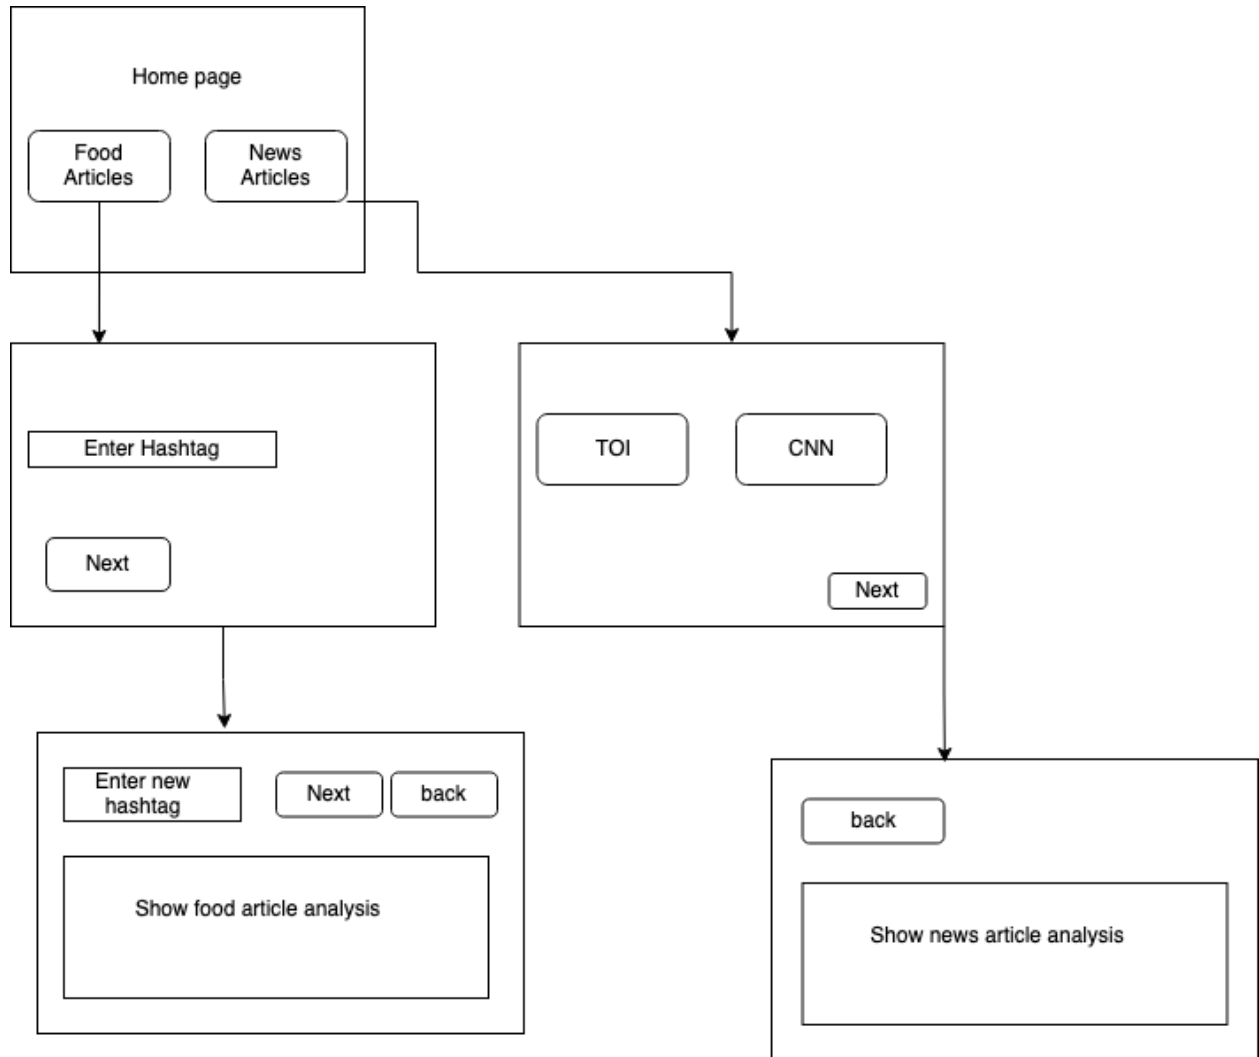 Home page
Food
Articles
News
Articles
Enter Hashtag
Next
TOI
CNN
Next
Enter new
hashtag
Next
back
Show food article analysis
back
Show news article analysis